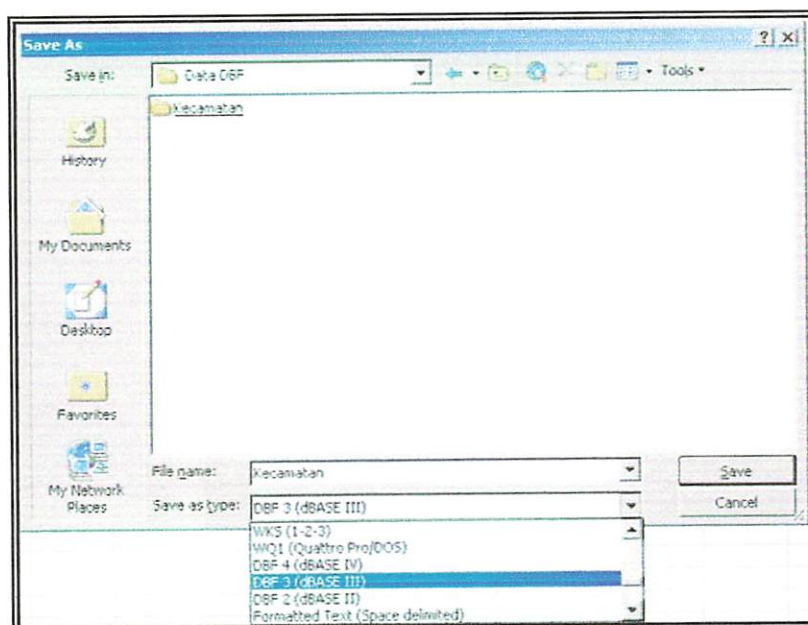 Save As
Save in: Data DBF Tools
Kecamatan
History
My Documents
Desktop
Favorites
My Network Places
File name: Kecamatan Save
Save as type: DBF 3 (dBASE III) Cancel
WKS (1-2-3)
WQ1 (Quattro Pro/DOS)
DBF 4 (dBASE IV)
DBF 3 (dBASE III)
DBF 2 (dBASE II)
Formatted Text (Space delimited)